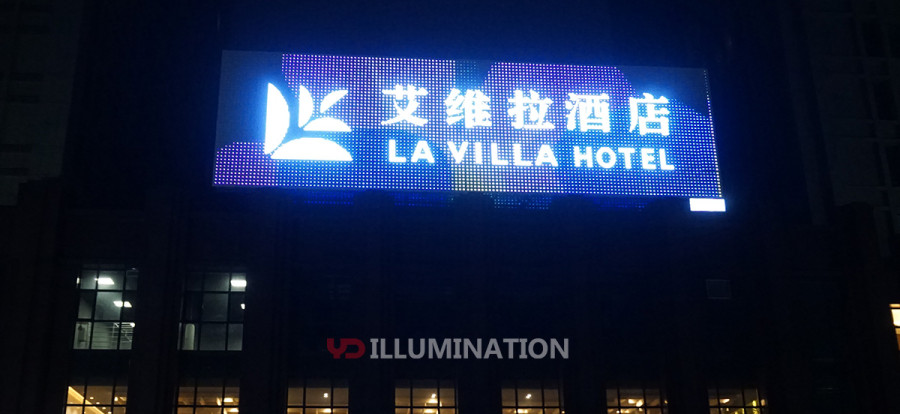 艾维拉酒店
LA VILLA HOTEL
YD ILLUMINATION